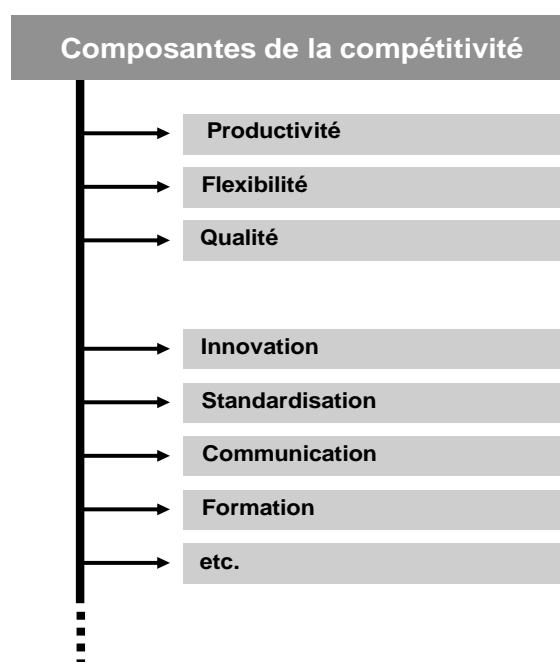 Composantes de la compétitivité
Productivité
Flexibilité
Qualité
Innovation
Standardisation
Communication
Formation
etc.